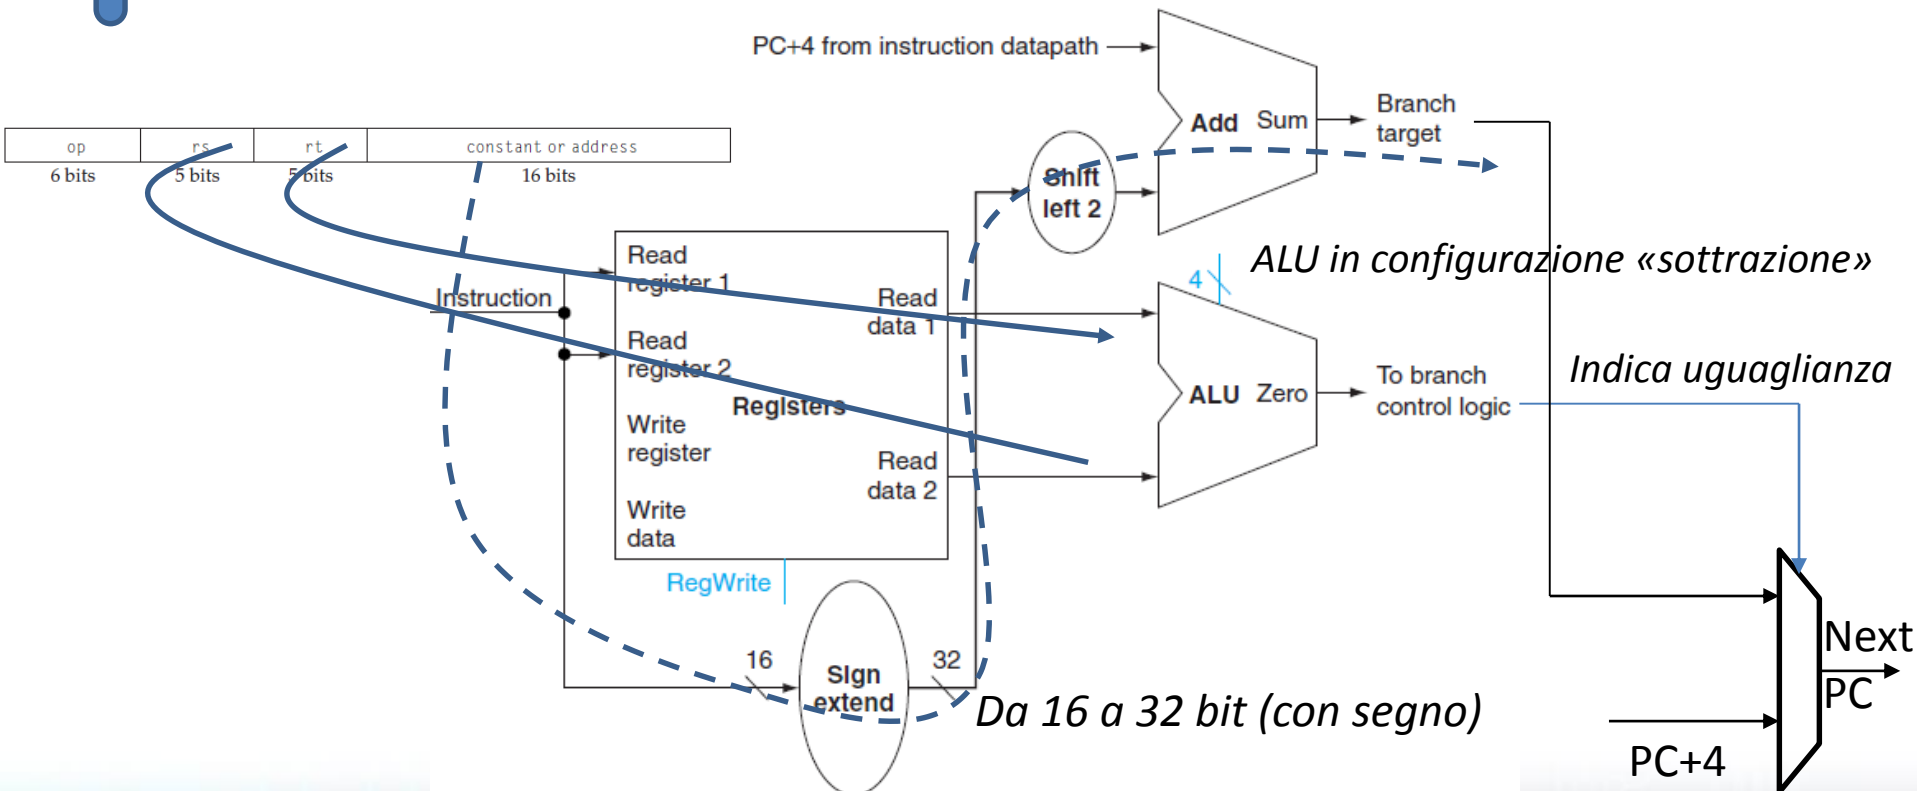 PC+4 from instruction datapath
op rs rt constant or address
6 bits 5 bits 5 bits 16 bits
Add Sum
Branch
target
Shift
left 2
ALU in configurazione «sottrazione»
4
Instruction
Read
register 1
Read
data 1
Read
register 2
Registers
Write
register
Read
data 2
Write
data
RegWrite
ALU Zero
To branch
control logic
Indica uguaglianza
16
Sign
extend
32
Da 16 a 32 bit (con segno)
Next
PC
PC+4